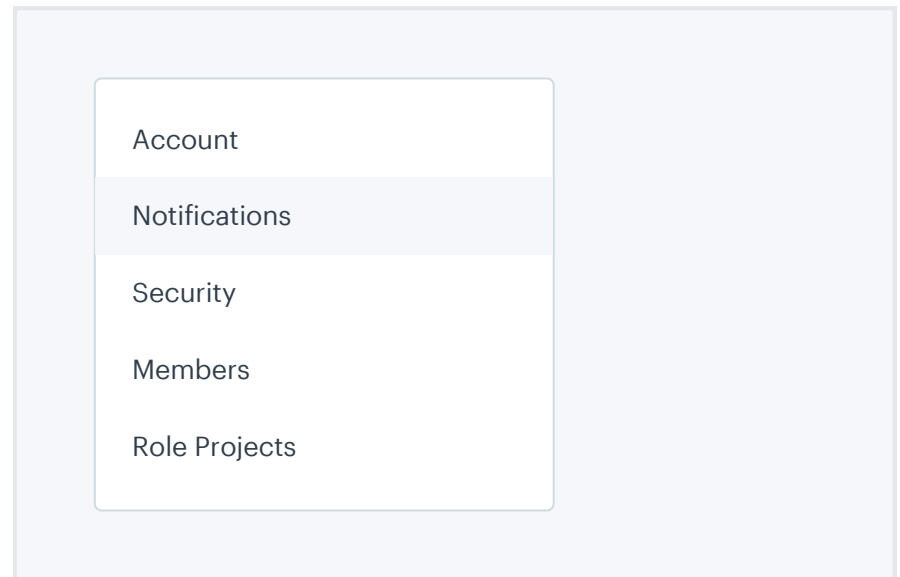 Account
Notifications
Security
Members
Role Projects